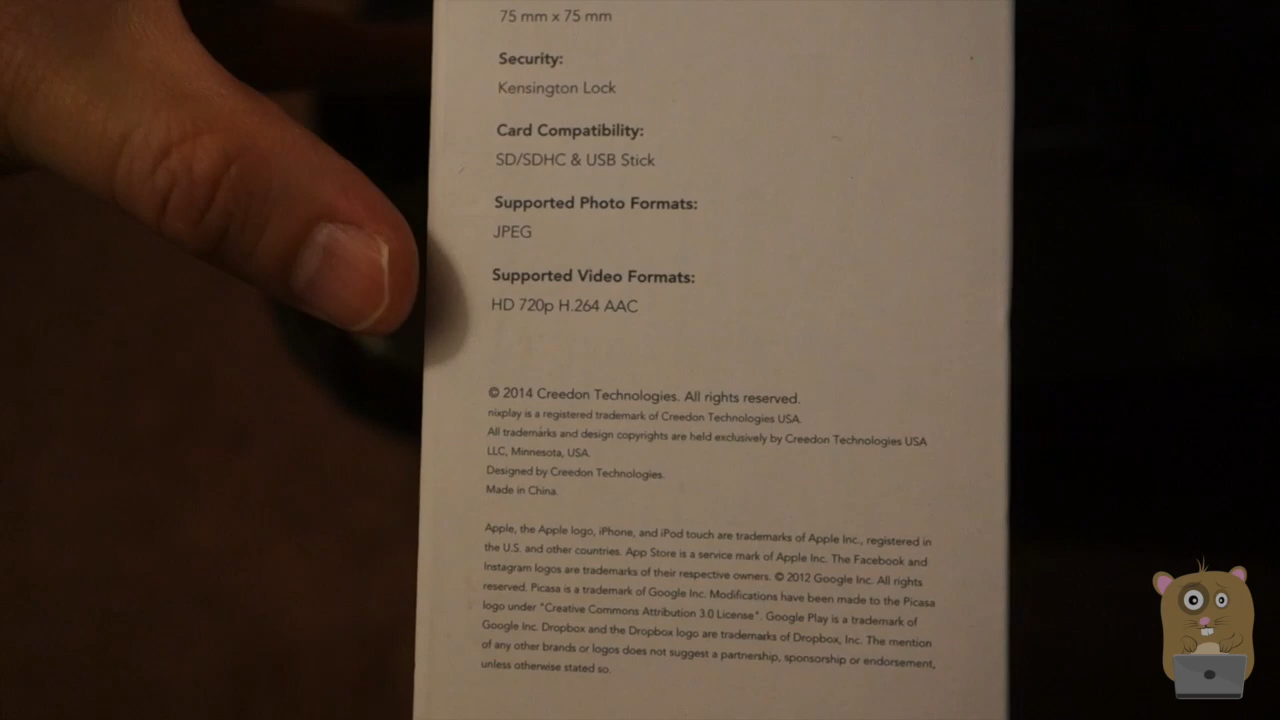 75 mm x 75 mm
Security:
Kensington Lock
Card Compatibility:
SD/SDHC & USB Stick
Supported Photo Formats:
JPEG
Supported Video Formats:
HD 720p H.264 AAC
© 2014 Creedon Technologies. All rights reserved.
nixplay is a registered trademark of Creedon Technologies USA.
All trademarks and design copyrights are held exclusively by Creedon Technologies USA
LLC, Minnesota, USA.
Designed by Creedon Technologies.
Made in China.
Apple, the Apple logo, iPhone, and iPod touch are trademarks of Apple Inc., registered in
the U.S. and other countries. App Store is a service mark of Apple Inc. The Facebook and
Instagram logos are trademarks of their respective owners. © 2012 Google Inc. All rights
reserved. Picasa is a trademark of Google Inc. Modifications have been made to the Picasa
logo under "Creative Commons Attribution 3.0 License". Google Play is a trademark of
Google Inc. Dropbox and the Dropbox logo are trademarks of Dropbox, Inc. The mention
of any other brands or logos does not suggest a partnership, sponsorship or endorsement,
unless otherwise stated so.